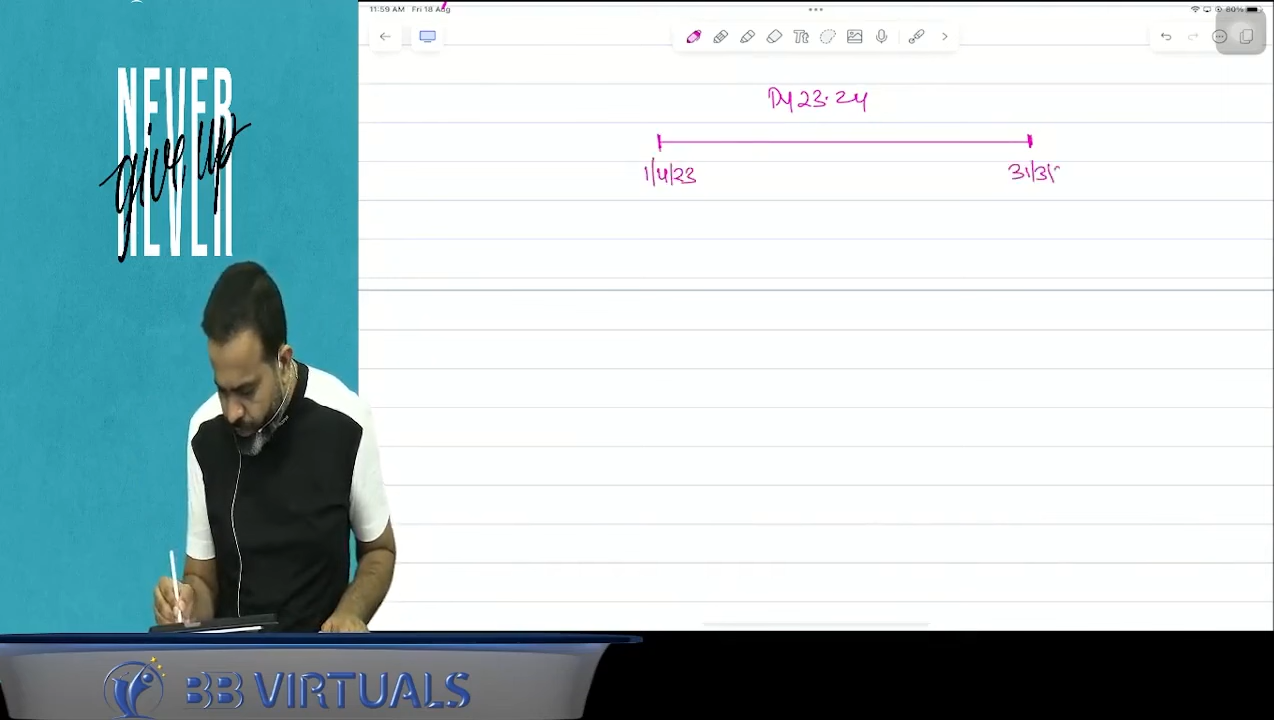 11:59 AM Fri 18 Aug
80%
NEVER
give up
NEVER
Py 23-24
1/4/23
31/3/
BB VIRTUALS